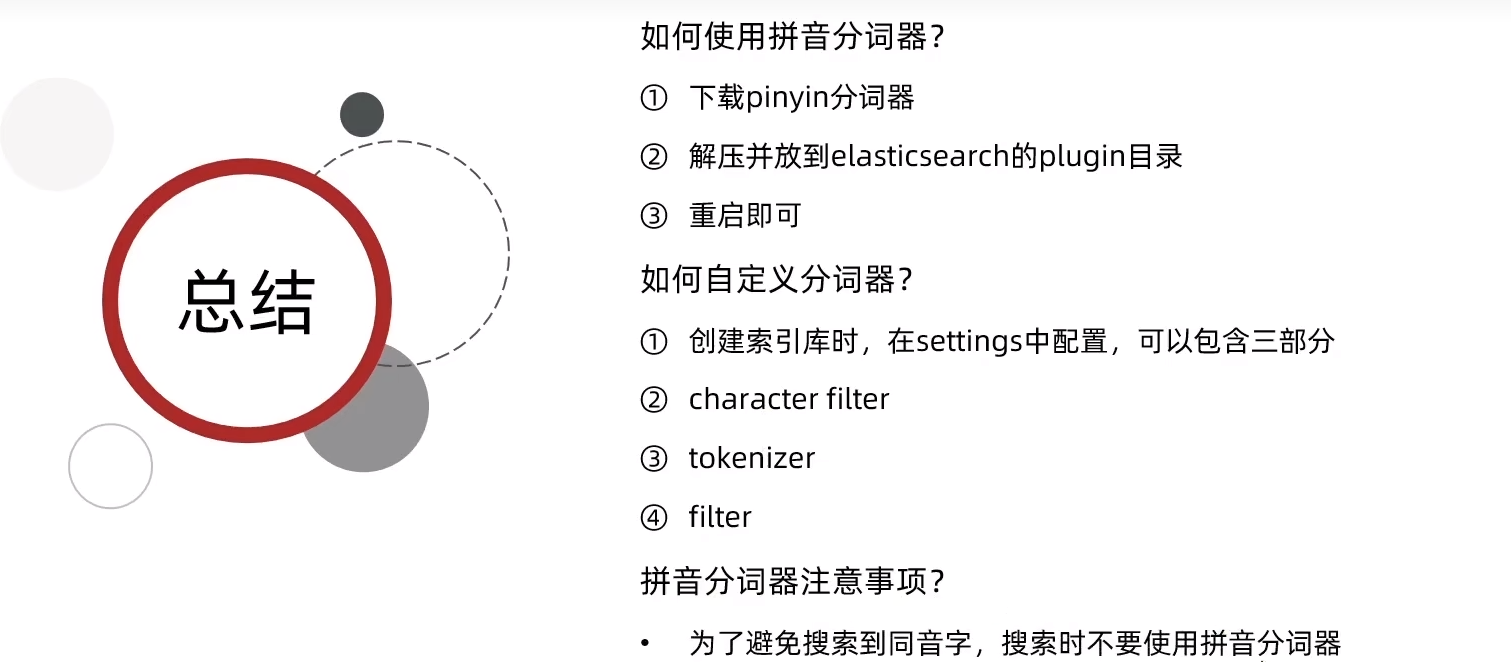 总结
如何使用拼音分词器？
① 下载pinyin分词器
② 解压并放到elasticsearch的plugin目录
③ 重启即可
如何自定义分词器？
① 创建索引库时，在settings中配置，可以包含三部分
② character filter
③ tokenizer
④ filter
拼音分词器注意事项？
• 为了避免搜索到同音字，搜索时不要使用拼音分词器